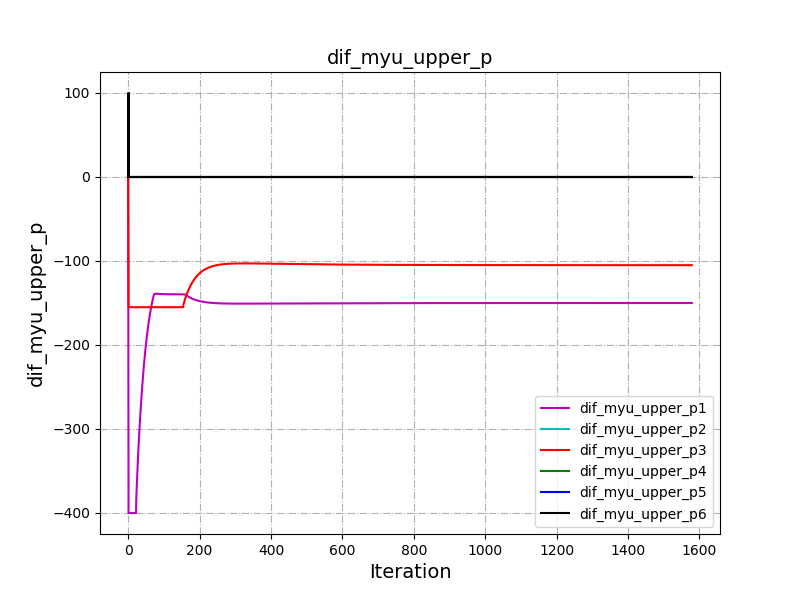 dif_myu_upper_p
dif_myu_upper_p
100
0
−100
−200
−300
−400
0
200
400
600
800
1000
1200
1400
1600
Iteration
dif_myu_upper_p1
dif_myu_upper_p2
dif_myu_upper_p3
dif_myu_upper_p4
dif_myu_upper_p5
dif_myu_upper_p6